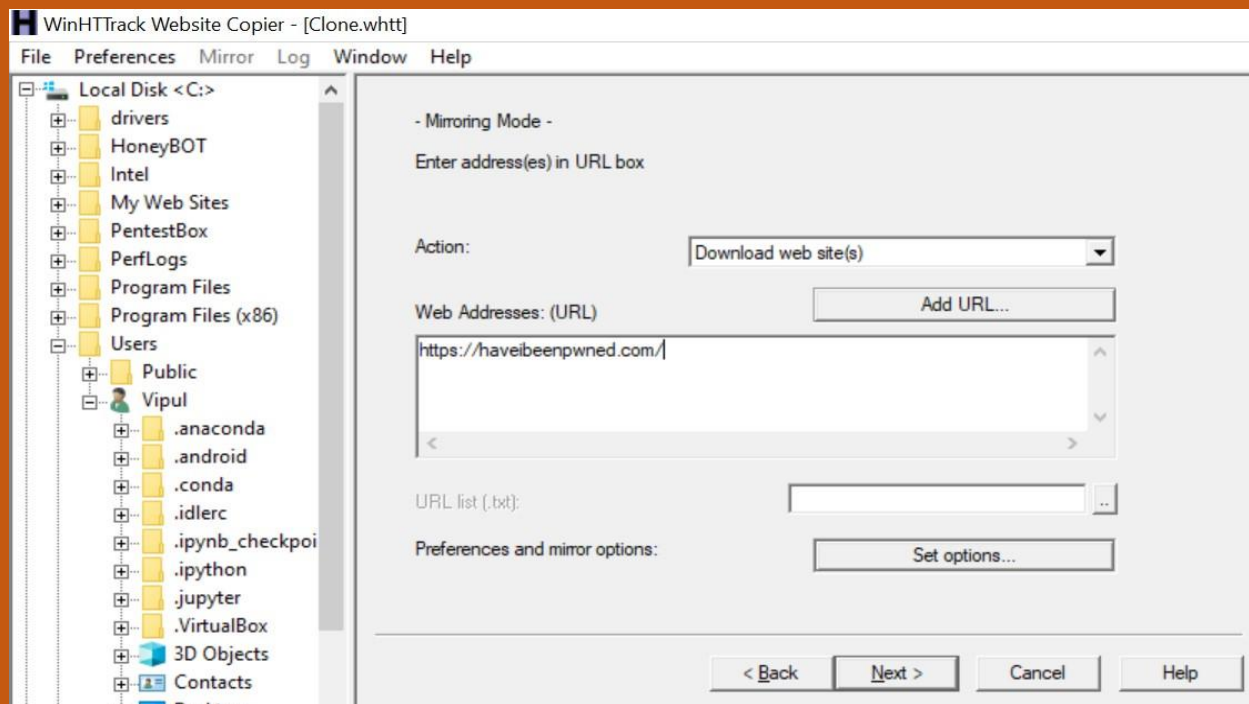 WinHTTrack Website Copier - [Clone.whtt]
File Preferences Mirror Log Window Help
Local Disk <C:>
drivers
HoneyBOT
Intel
My Web Sites
PentestBox
PerfLogs
Program Files
Program Files (x86)
Users
Public
Vipul
.anaconda
.android
.conda
.idlerc
.ipynb_checkpoi
.ipython
.jupyter
.VirtualBox
3D Objects
Contacts
- Mirroring Mode -
Enter address(es) in URL box
Action:
Download web site(s)
Web Addresses: (URL)
Add URL...
https://haveibeenpwned.com/
URL list (.txt):
..
Preferences and mirror options:
Set options...
< Back
Next >
Cancel
Help